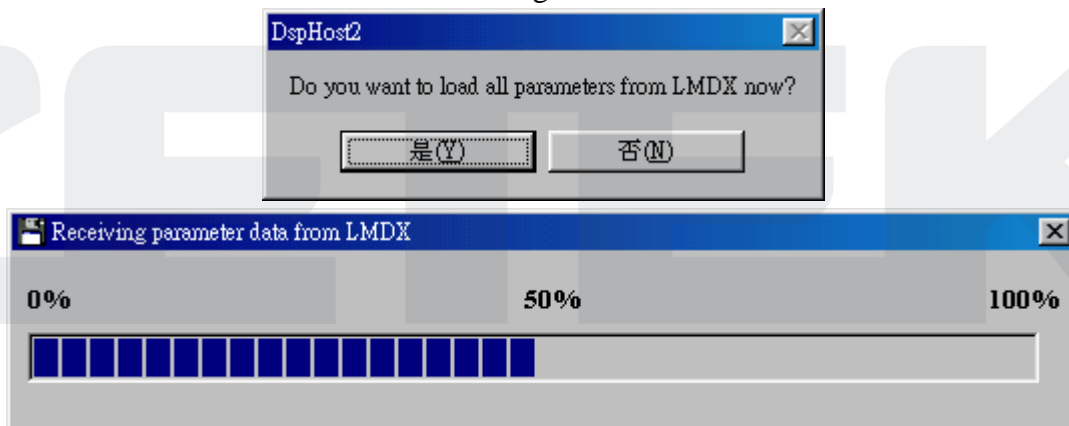 DspHost2
Do you want to load all parameters from LMDX now?
是(Y) 否(N)
Receiving parameter data from LMDX
0% 50% 100%